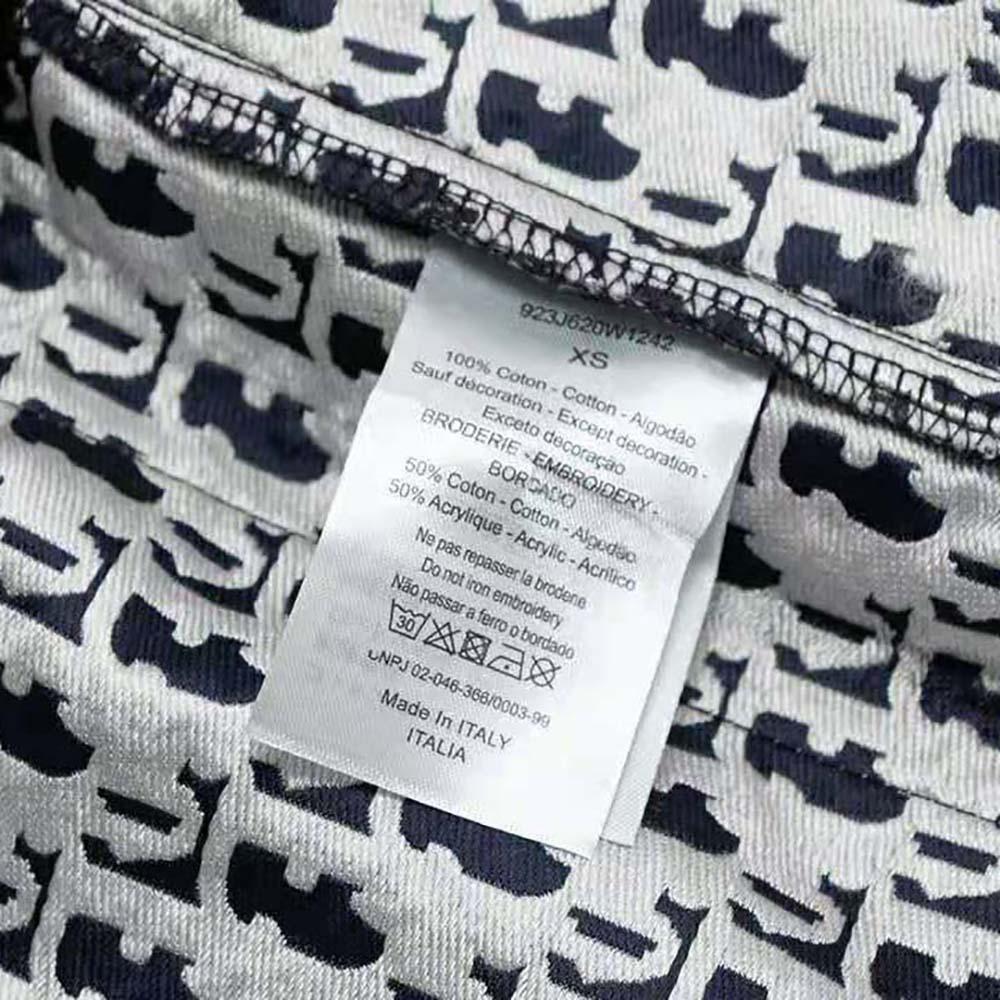 923J620W1242
XS
100% Coton - Cotton - Algodão
Sauf décoration - Except decoration -
Exceto decoração
BRODERIE - EMBROIDERY -
BORDADO
50% Coton - Cotton - Algodão
50% Acrylique - Acrylic - Acrílico
Ne pas repasser la broderie
Do not iron embroidery
Não passar a ferro o bordado
30
CNPJ 02-046-366/0003-99
Made In ITALY
ITALIA